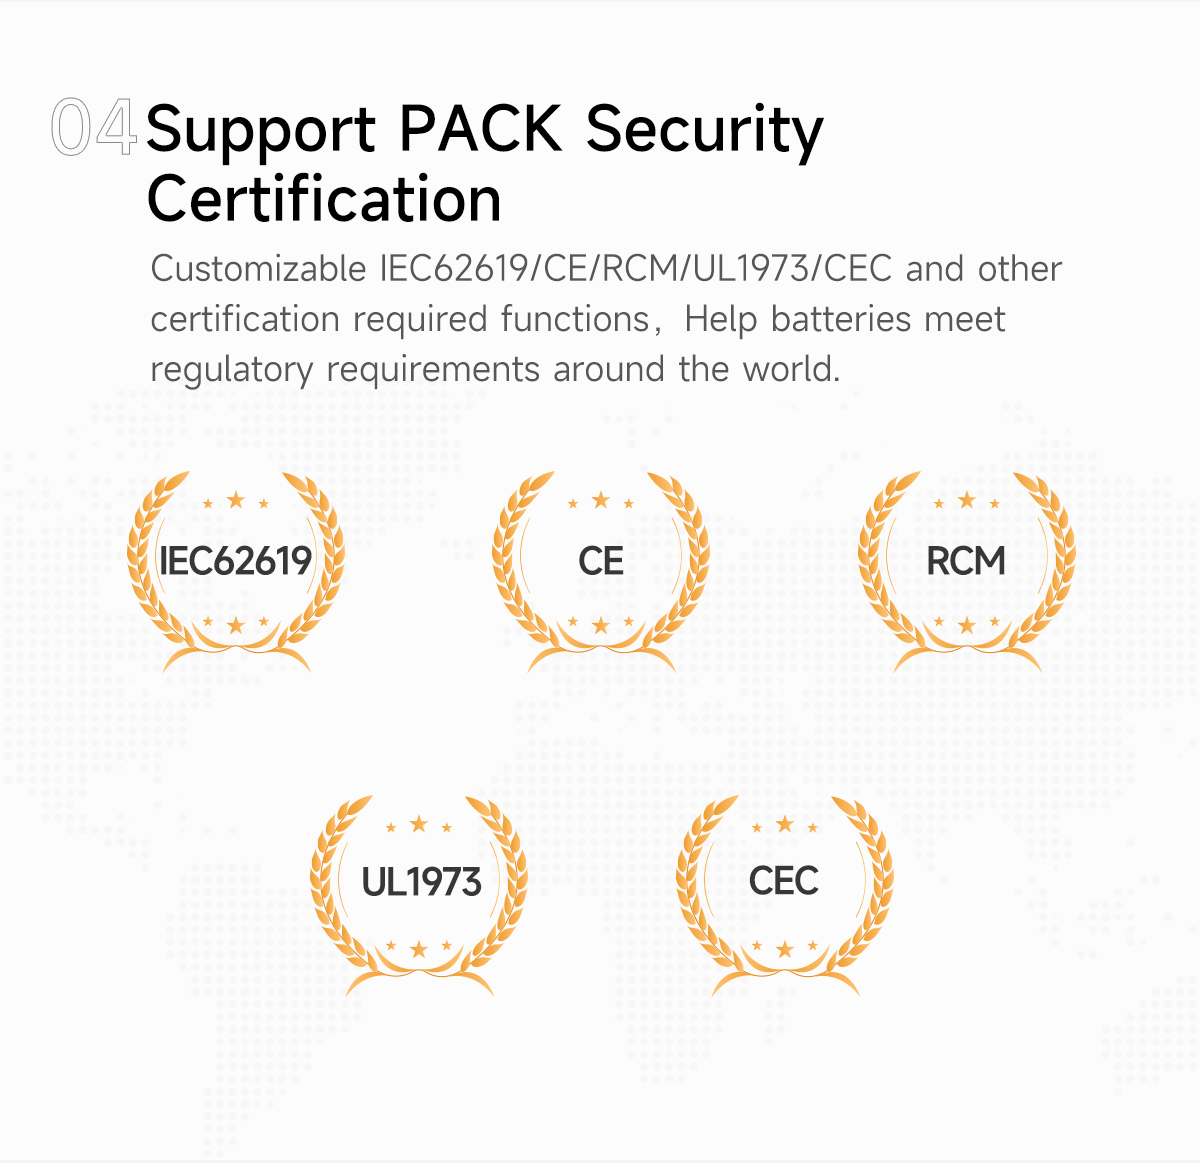 04 Support PACK Security
Certification
Customizable IEC62619/CE/RCM/UL1973/CEC and other
certification required functions，Help batteries meet
regulatory requirements around the world.
IEC62619
CE
RCM
UL1973
CEC